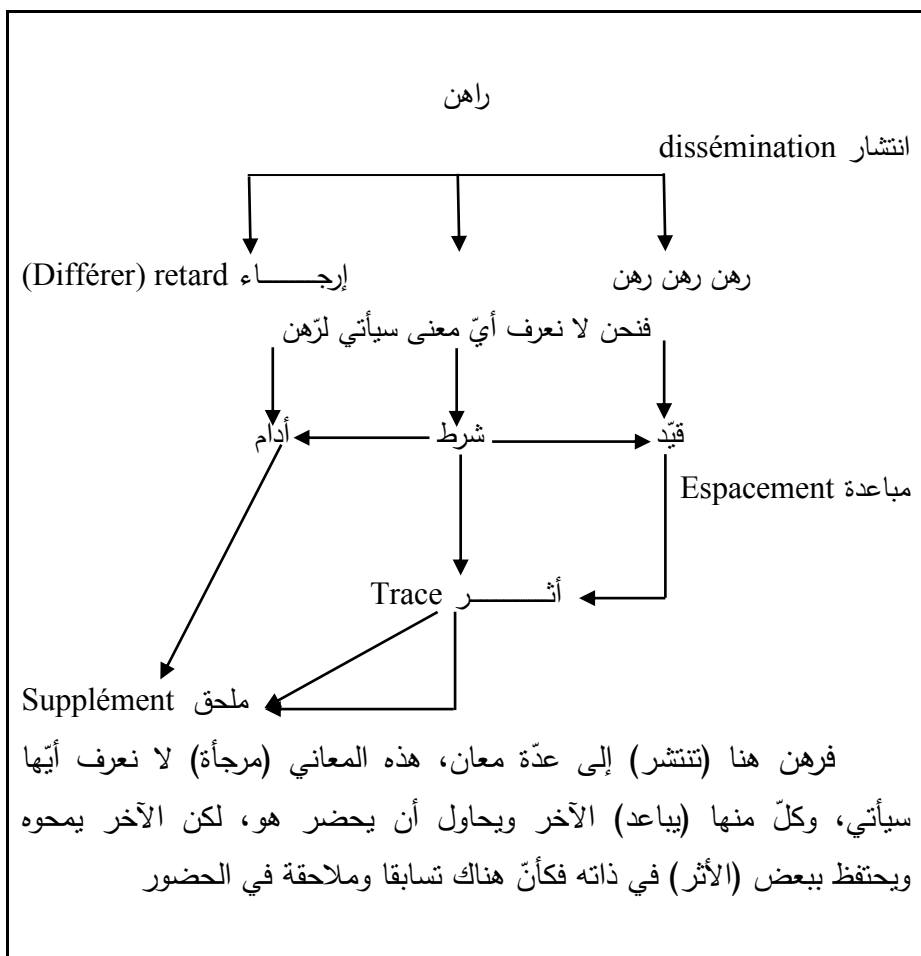 راهن
انتشار dissémination
رهن رهن رهن إرجـــــــاء (Différer) retard
فنحن لا نعرف أيّ معنى سيأتي لرّهن
قيّد شرط أدام
مباعدة Espacement
أثـــــــــر Trace
ملحق Supplément
فرهن هنا (تنتشر) إلى عدّة معان، هذه المعاني (مرجأة) لا نعرف أيّها
سيأتي، وكلّ منها (يباعد) الآخر ويحاول أن يحضر هو، لكن الآخر يمحوه
ويحتفظ ببعض (الأثر) في ذاته فكأنّ هناك تسابقا وملاحقة في الحضور